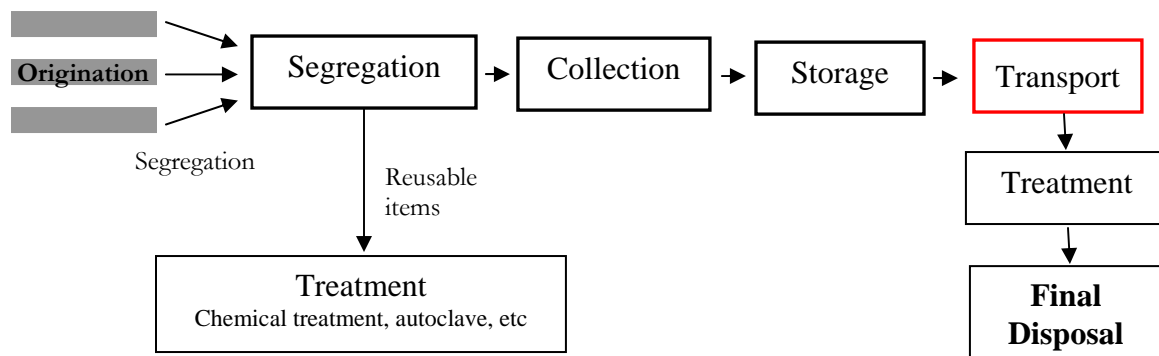 Origination
Segregation
Segregation
Collection
Storage
Transport
Reusable
items
Treatment
Chemical treatment, autoclave, etc
Treatment
Final
Disposal